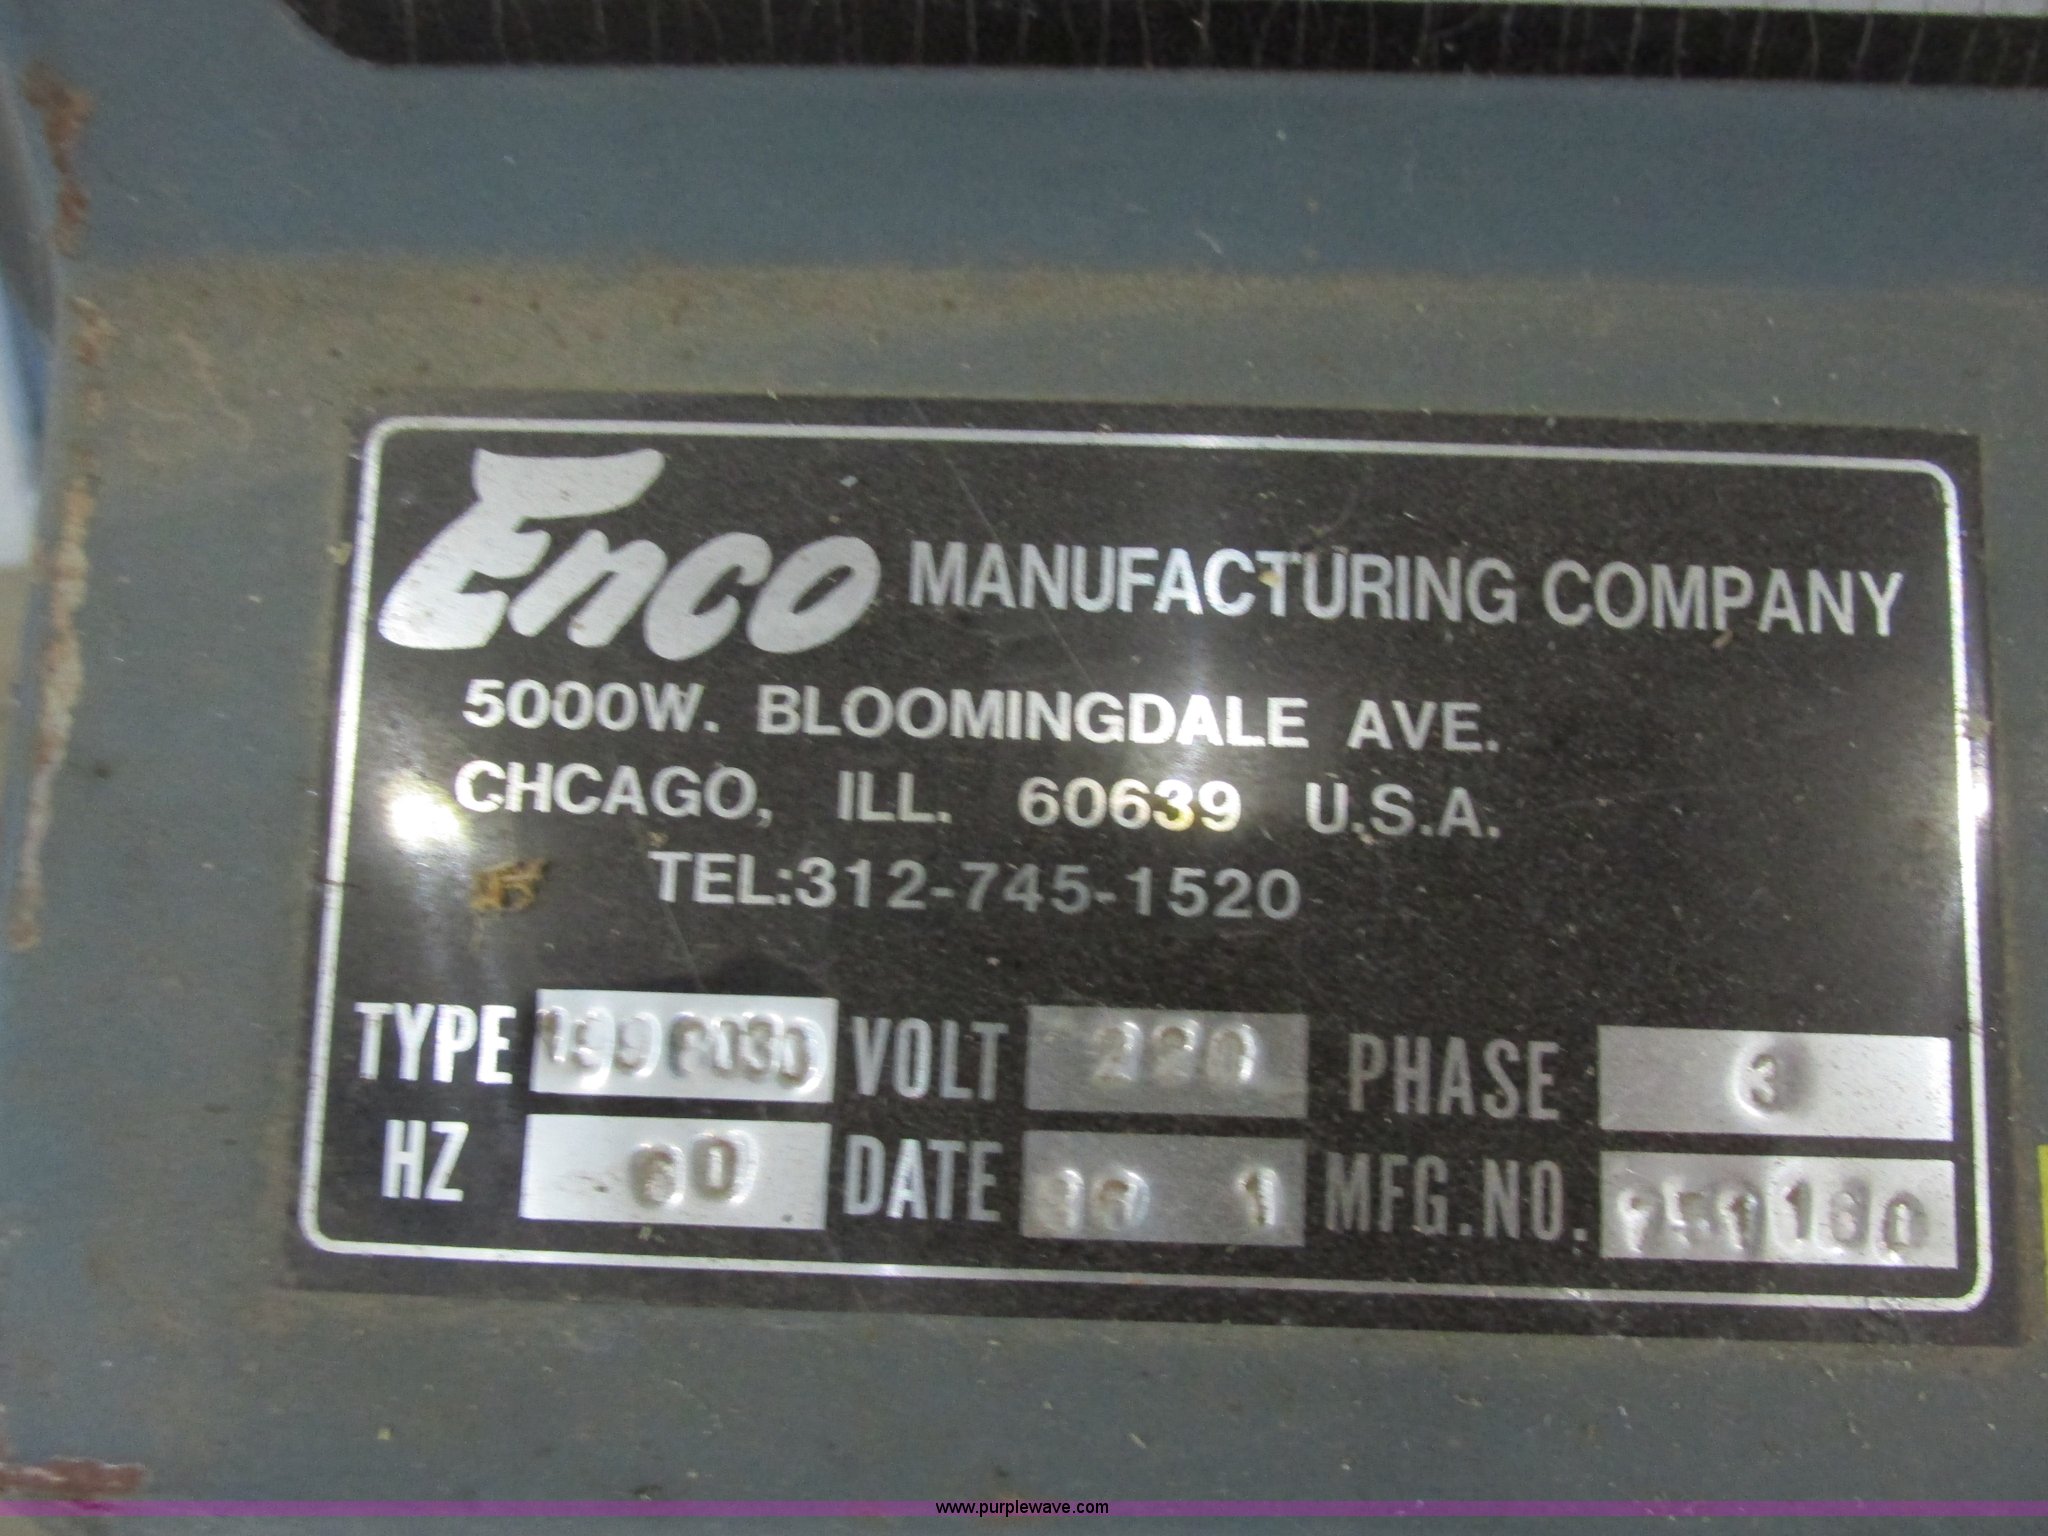 Enco MANUFACTURING COMPANY
5000W. BLOOMINGDALE AVE.
CHCAGO, ILL. 60639 U.S.A.
TEL:312-745-1520
TYPE VOLT 220 PHASE 3
HZ 60 DATE 1 MFG.NO.
www.purplewave.com